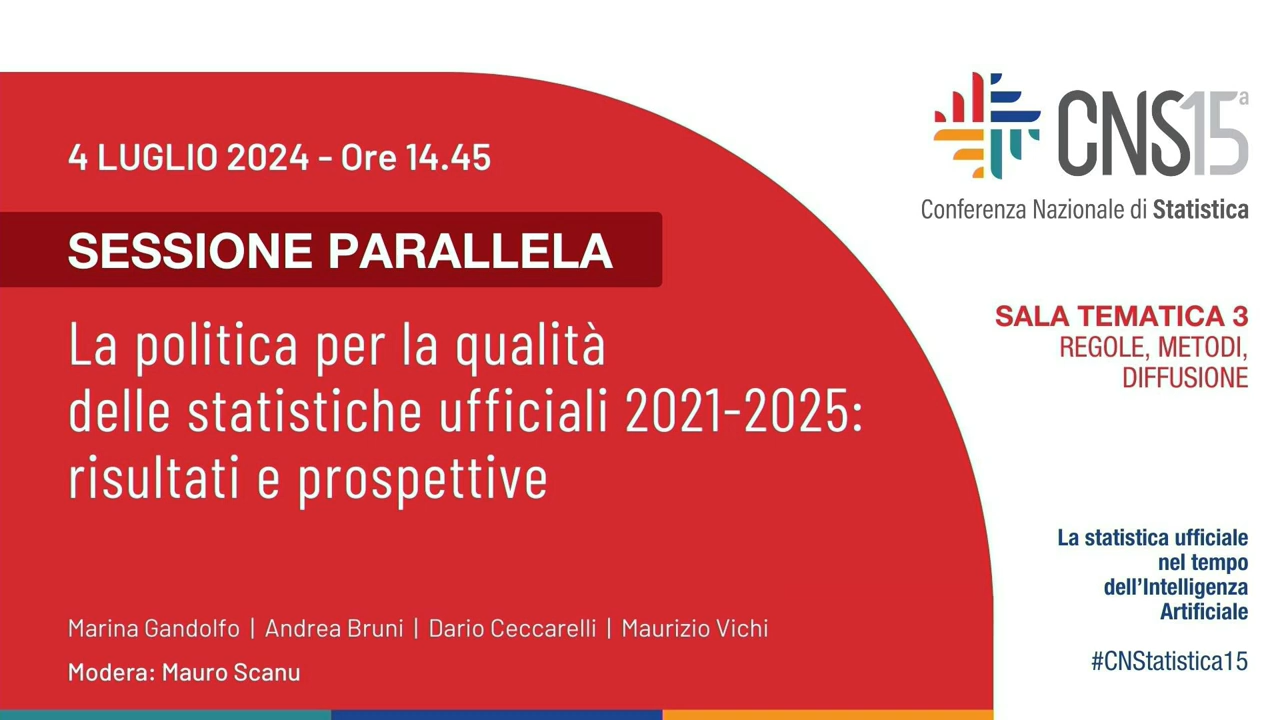 4 LUGLIO 2024 - Ore 14.45
SESSIONE PARALLELA
La politica per la qualità
delle statistiche ufficiali 2021-2025:
risultati e prospettive
Marina Gandolfo | Andrea Bruni | Dario Ceccarelli | Maurizio Vichi
Modera: Mauro Scanu
CNS15ª
Conferenza Nazionale di Statistica
SALA TEMATICA 3
REGOLE, METODI,
DIFFUSIONE
La statistica ufficiale
nel tempo
dell'Intelligenza
Artificiale
#CNStatistica15